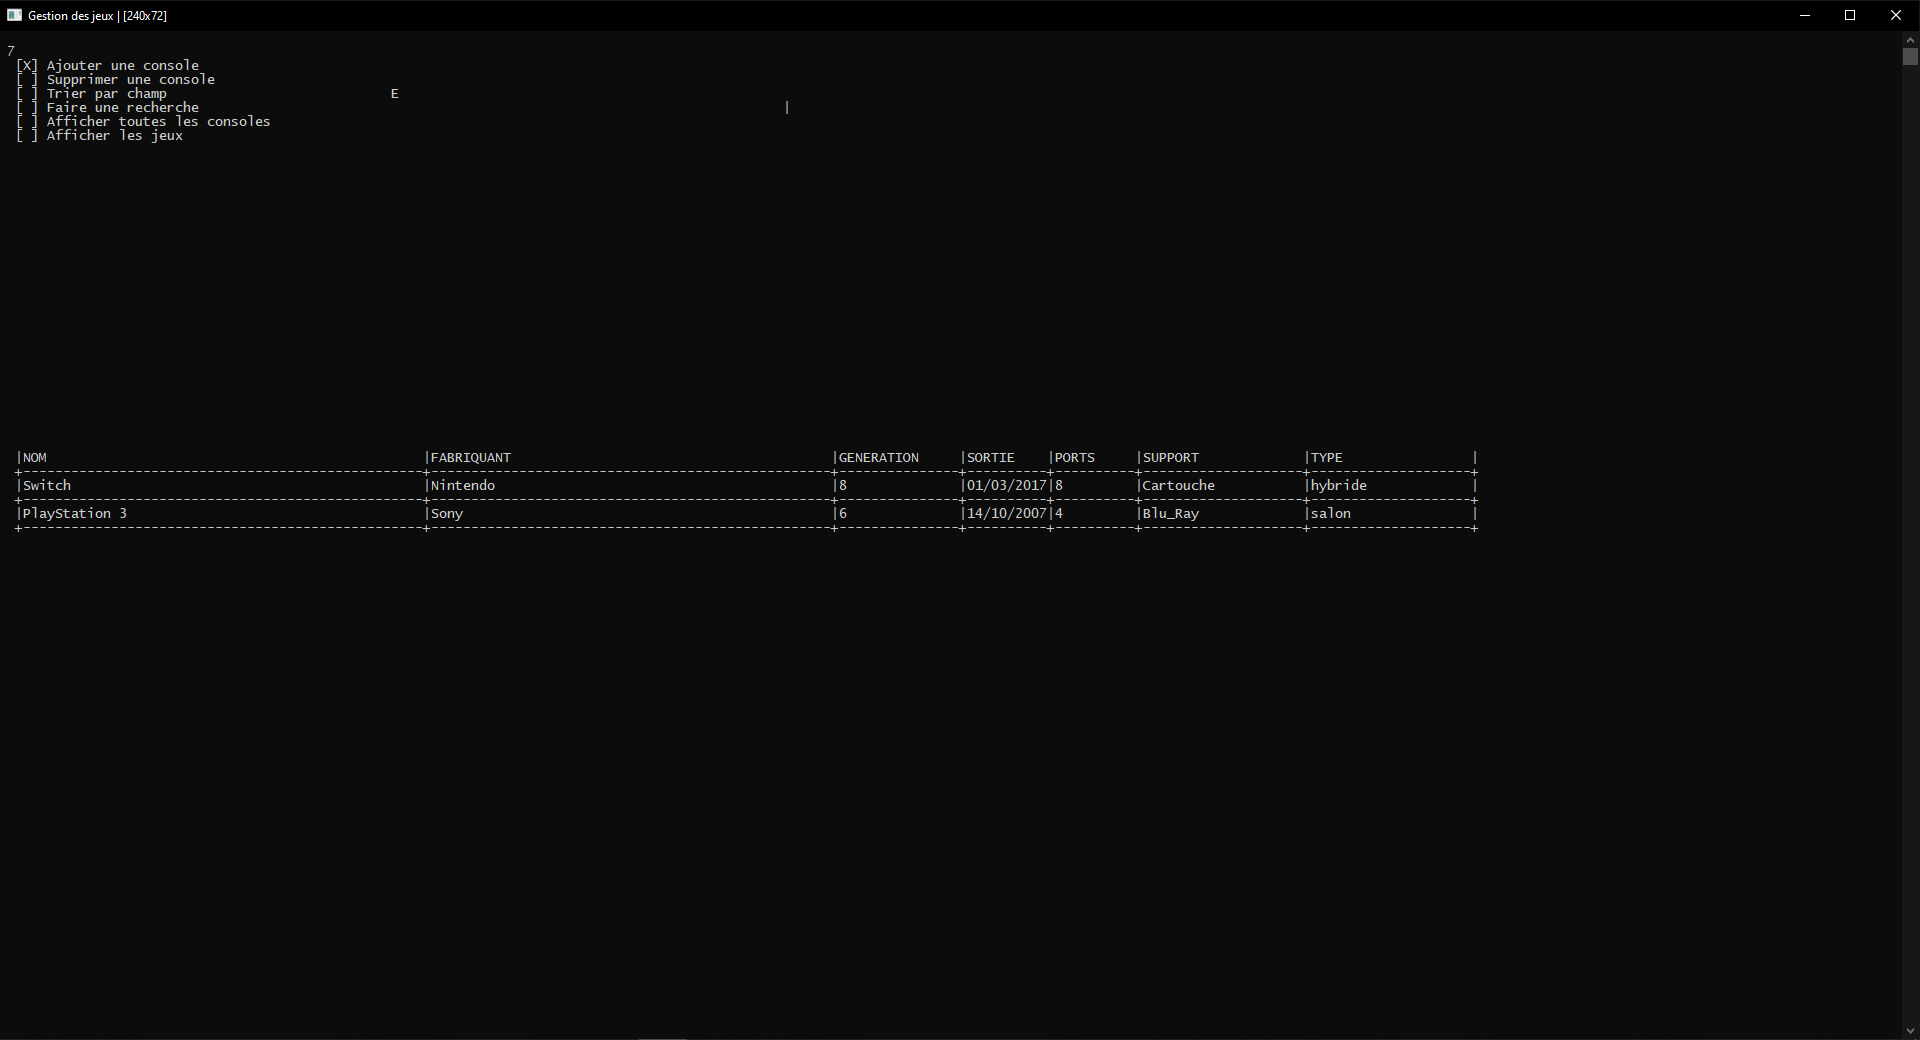 Gestion des jeux | [240x72]
7
[X] Ajouter une console
[ ] Supprimer une console
[ ] Trier par champ E
[ ] Faire une recherche |
[ ] Afficher toutes les consoles
[ ] Afficher les jeux
|NOM |FABRIQUANT |GENERATION |SORTIE |PORTS |SUPPORT |TYPE |
+---------------------------------------------------+--------------------------------------------------+---------------+----------+----------+--------------------+--------------------+
|Switch |Nintendo |8 |01/03/2017|8 |Cartouche |hybride |
+---------------------------------------------------+--------------------------------------------------+---------------+----------+----------+--------------------+--------------------+
|PlayStation 3 |Sony |6 |14/10/2007|4 |Blu_Ray |salon |
+---------------------------------------------------+--------------------------------------------------+---------------+----------+----------+--------------------+--------------------+